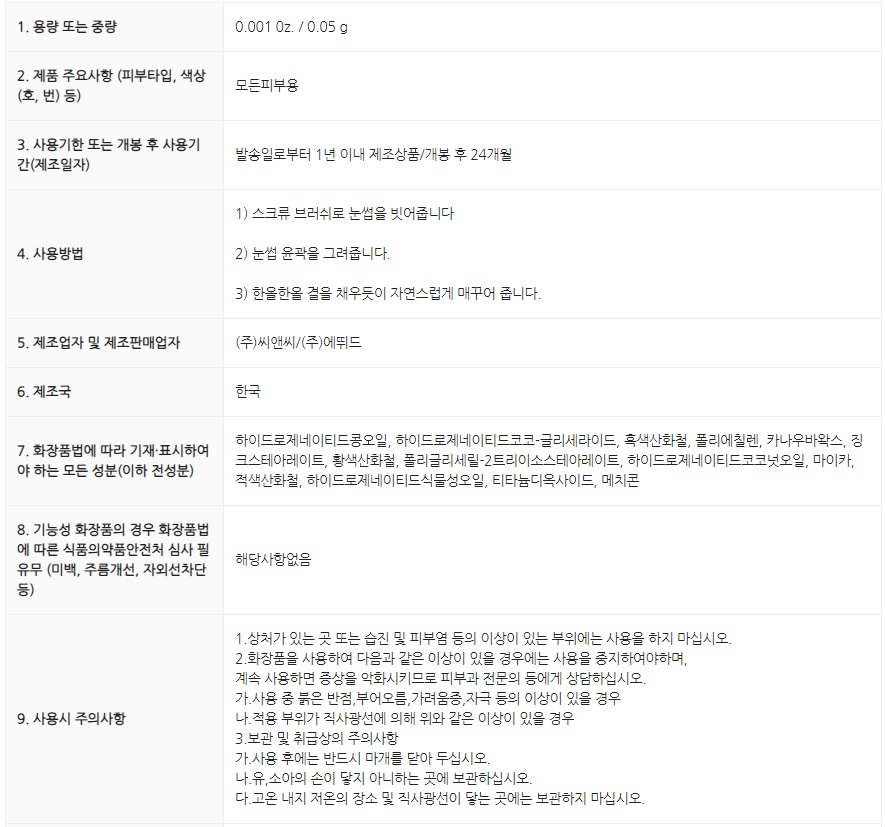 1. 용량 또는 중량
0.001 0z. / 0.05 g
2. 제품 주요사항 (피부타입, 색상
(호, 번) 등)
모든피부용
3. 사용기한 또는 개봉 후 사용기
간(제조일자)
발송일로부터 1년 이내 제조상품/개봉 후 24개월
4. 사용방법
1) 스크류 브러쉬로 눈썹을 빗어줍니다
2) 눈썹 윤곽을 그려줍니다.
3) 한올한올 결을 채우듯이 자연스럽게 매꾸어 줍니다.
5. 제조업자 및 제조판매업자
(주)씨앤씨/(주)에뛰드
6. 제조국
한국
7. 화장품법에 따라 기재·표시하여
야 하는 모든 성분(이하 전성분)
하이드로제네이티드콩오일, 하이드로제네이티드코코-글리세라이드, 흑색산화철, 폴리에칠렌, 카나우바왁스, 징
크스테아레이트, 황색산화철, 폴리글리세릴-2트리이소스테아레이트, 하이드로제네이티드코코넛오일, 마이카,
적색산화철, 하이드로제네이티드식물성오일, 티타늄디옥사이드, 메치콘
8. 기능성 화장품의 경우 화장품법
에 따른 식품의약품안전처 심사 필
유무 (미백, 주름개선, 자외선차단
등)
해당사항없음
9. 사용시 주의사항
1.상처가 있는 곳 또는 습진 및 피부염 등의 이상이 있는 부위에는 사용을 하지 마십시오.
2.화장품을 사용하여 다음과 같은 이상이 있을 경우에는 사용을 중지하여야하며,
계속 사용하면 증상을 악화시키므로 피부과 전문의 등에게 상담하십시오.
가.사용 중 붉은 반점,부어오름,가려움증,자극 등의 이상이 있을 경우
나.적용 부위가 직사광선에 의해 위와 같은 이상이 있을 경우
3.보관 및 취급상의 주의사항
가.사용 후에는 반드시 마개를 닫아 두십시오.
나.유,소아의 손이 닿지 아니하는 곳에 보관하십시오.
다.고온 내지 저온의 장소 및 직사광선이 닿는 곳에는 보관하지 마십시오.